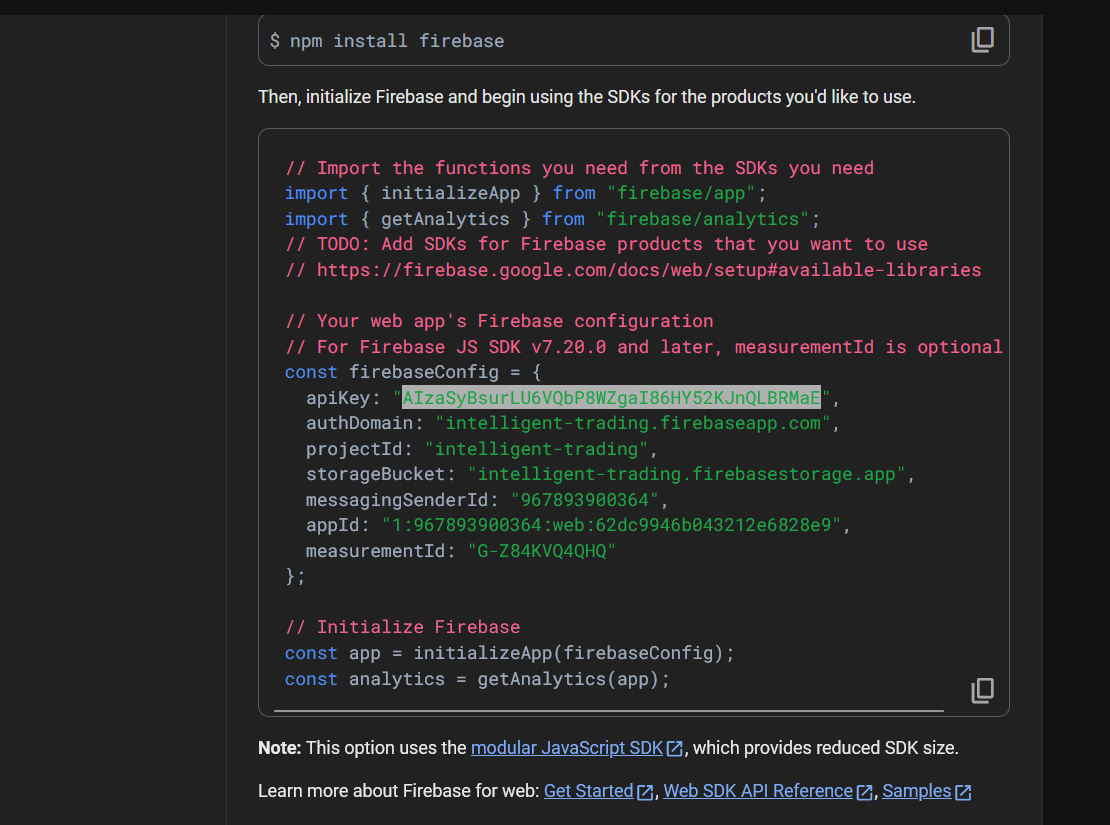 $ npm install firebase
Then, initialize Firebase and begin using the SDKs for the products you'd like to use.
// Import the functions you need from the SDKs you need
import { initializeApp } from "firebase/app";
import { getAnalytics } from "firebase/analytics";
// TODO: Add SDKs for Firebase products that you want to use
// https://firebase.google.com/docs/web/setup#available-libraries
// Your web app's Firebase configuration
// For Firebase JS SDK v7.20.0 and later, measurementId is optional
const firebaseConfig = {
  apiKey: "AIzaSyBsurLU6VQbP8WZgaI86HY52KJnQLBRMaE",
  authDomain: "intelligent-trading.firebaseapp.com",
  projectId: "intelligent-trading",
  storageBucket: "intelligent-trading.firebasestorage.app",
  messagingSenderId: "967893900364",
  appId: "1:967893900364:web:62dc9946b043212e6828e9",
  measurementId: "G-Z84KVQ4QHQ"
};
// Initialize Firebase
const app = initializeApp(firebaseConfig);
const analytics = getAnalytics(app);
Note: This option uses the modular JavaScript SDK, which provides reduced SDK size.
Learn more about Firebase for web: Get Started, Web SDK API Reference, Samples